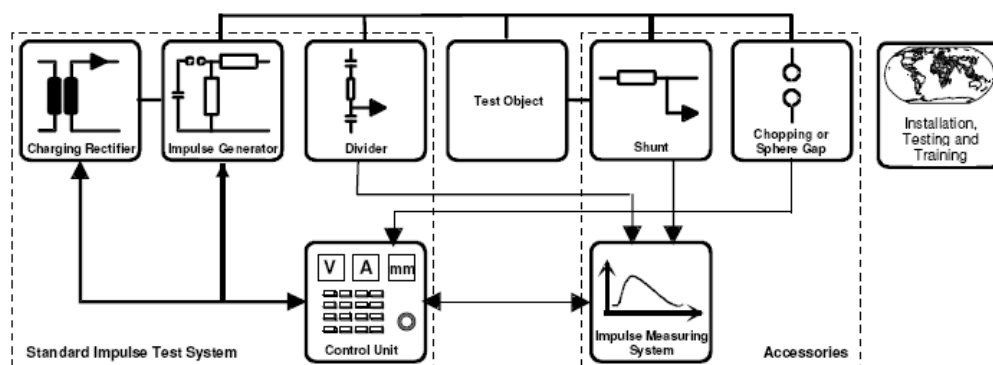 Charging Rectifier
Impulse Generator
Divider
Test Object
Shunt
Chopping or
Sphere Gap
Installation,
Testing and
Training
V
A
mm
Control Unit
Impulse Measuring
System
Standard Impulse Test System
Accessories